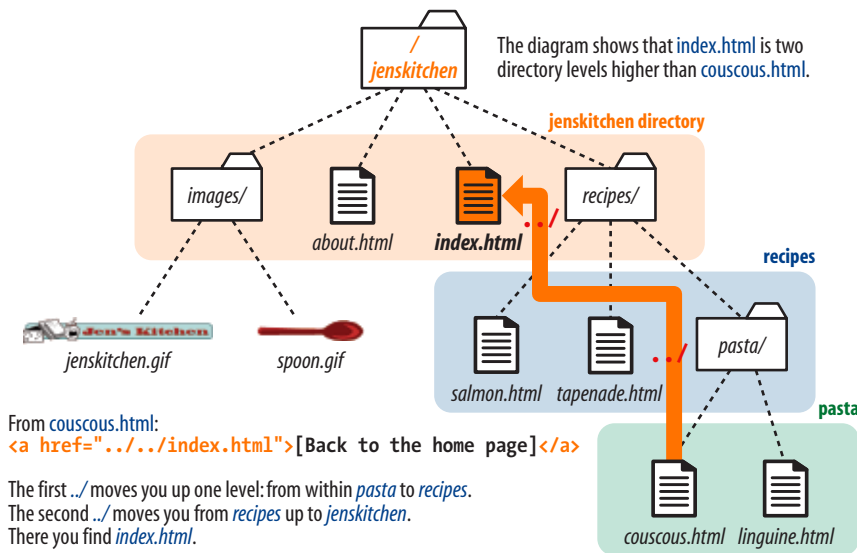 /
jenskitchen
The diagram shows that index.html is two
directory levels higher than couscous.html.
jenskitchen directory
images/
about.html
index.html
../
recipes/
recipes
Jen's Kitchen
jenskitchen.gif
spoon.gif
salmon.html
tapenade.html
../
pasta/
pasta
From couscous.html:
<a href="../../index.html">[Back to the home page]</a>
The first ../ moves you up one level: from within pasta to recipes.
The second ../ moves you from recipes up to jenskitchen.
There you find index.html.
couscous.html
linguine.html